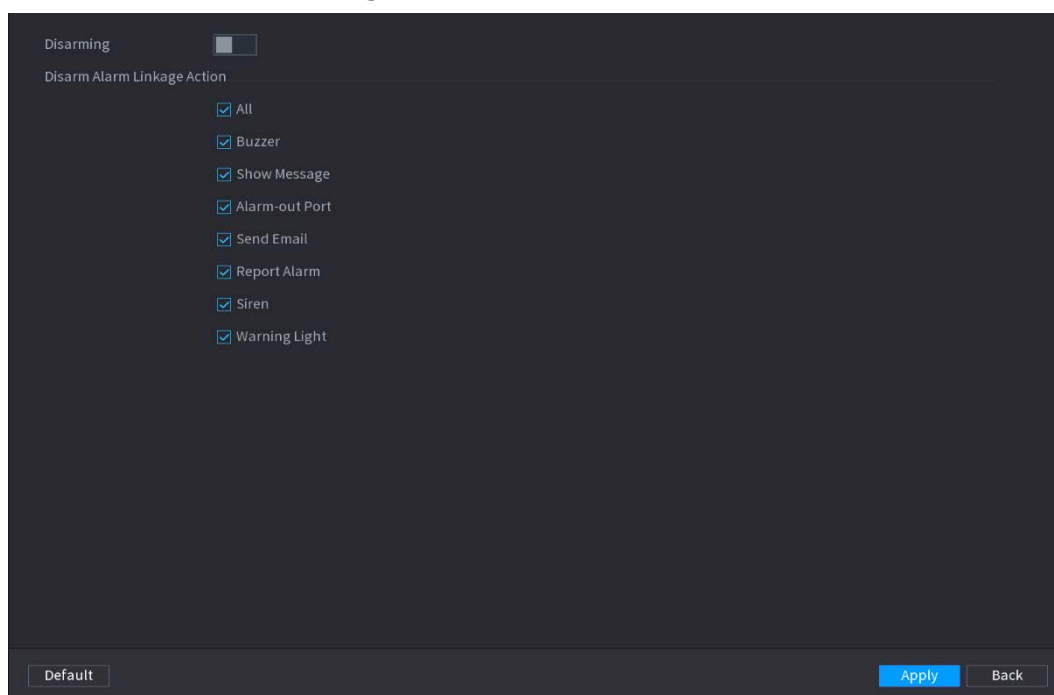 Disarming
Disarm Alarm Linkage Action
All
Buzzer
Show Message
Alarm-out Port
Send Email
Report Alarm
Siren
Warning Light
Default
Apply
Back